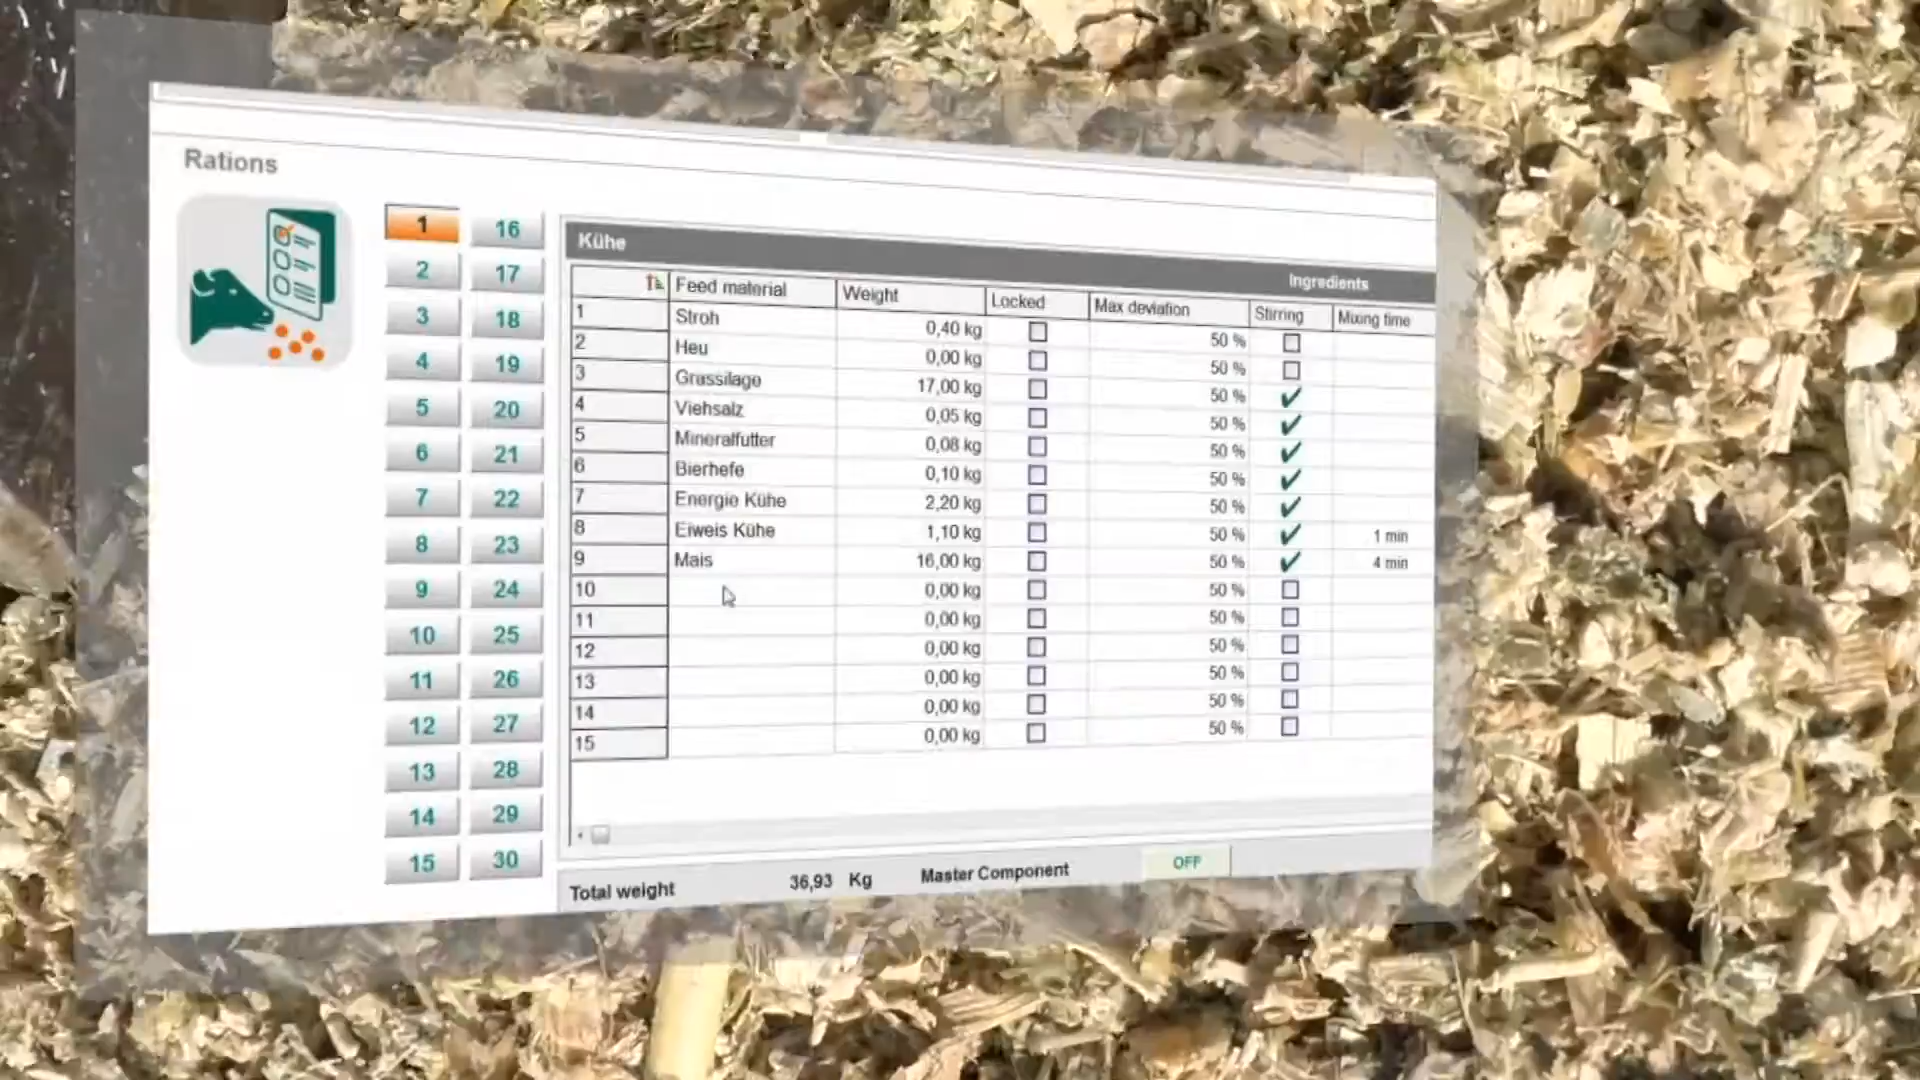 Rations
1 16
2 17
3 18
4 19
5 20
6 21
7 22
8 23
9 24
10 25
11 26
12 27
13 28
14 29
15 30
Kühe
Ingredients
Feed material Weight Locked Max deviation Stirring Mixing time
1 Stroh 0,40 kg 50 %
2 Heu 0,00 kg 50 %
3 Grassilage 17,00 kg 50 %
4 Viehsalz 0,05 kg 50 %
5 Mineralfutter 0,08 kg 50 %
6 Bierhefe 0,10 kg 50 %
7 Energie Kühe 2,20 kg 50 %
8 Eiweis Kühe 1,10 kg 50 % 1 min
9 Mais 16,00 kg 50 % 4 min
10 0,00 kg 50 %
11 0,00 kg 50 %
12 0,00 kg 50 %
13 0,00 kg 50 %
14 0,00 kg 50 %
15 0,00 kg 50 %
Total weight 36,93 Kg Master Component OFF